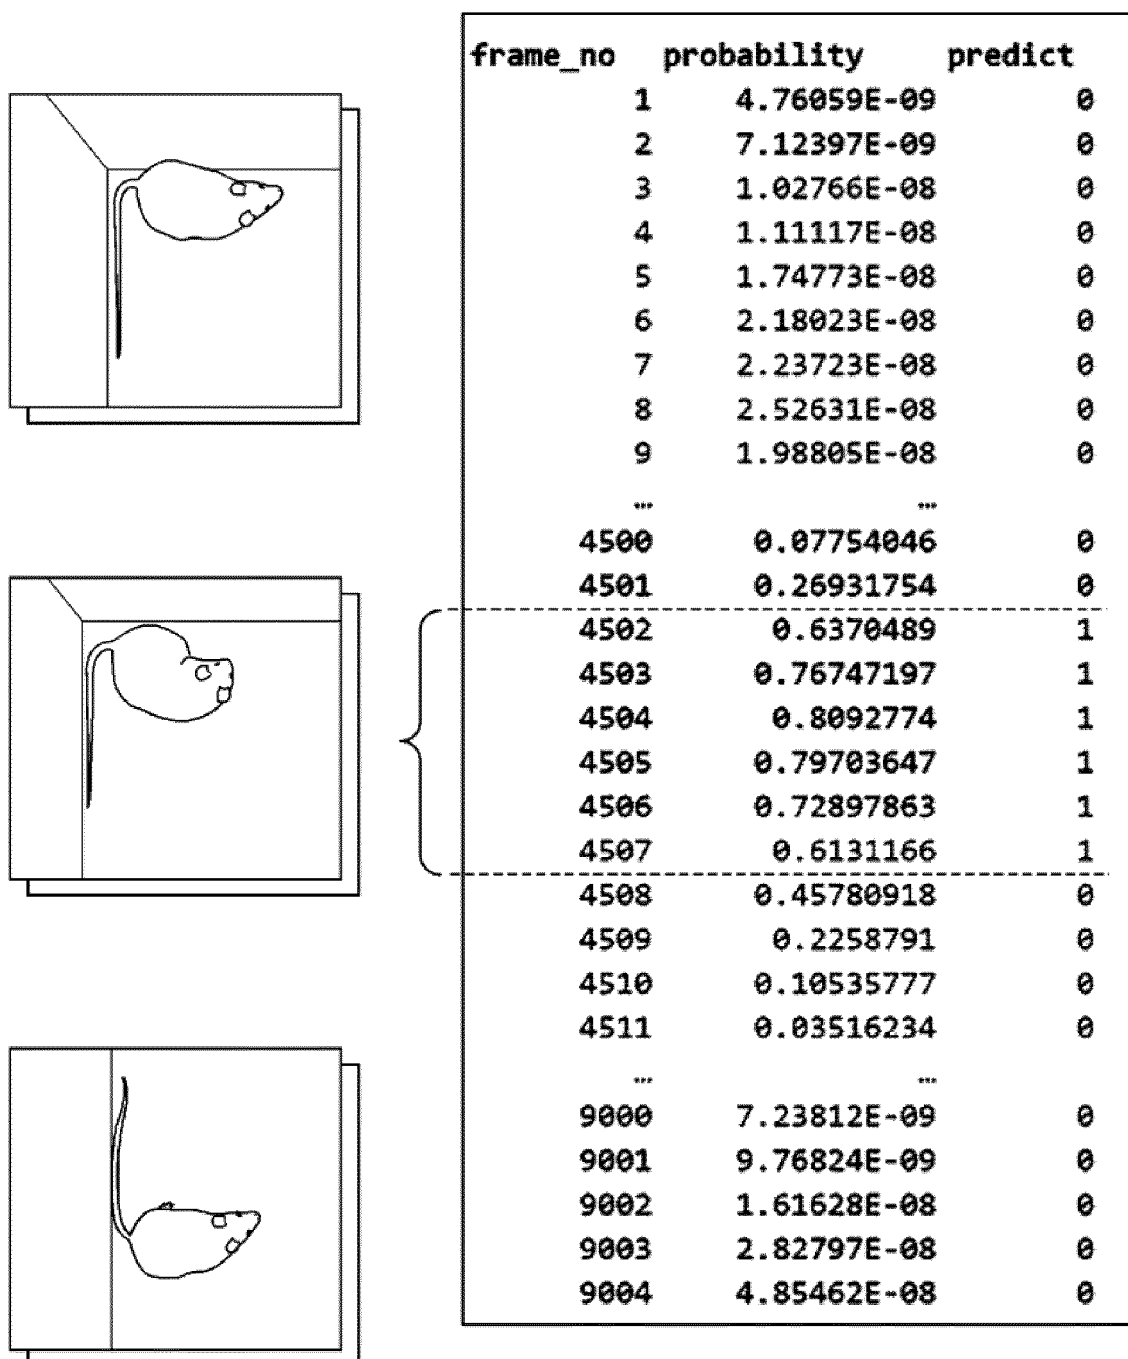 frame_no probability predict
1 4.76059E-09 0
2 7.12397E-09 0
3 1.02766E-08 0
4 1.11117E-08 0
5 1.74773E-08 0
6 2.18023E-08 0
7 2.23723E-08 0
8 2.52631E-08 0
9 1.98805E-08 0
… …
4500 0.07754046 0
4501 0.26931754 0
4502 0.6370489 1
4503 0.76747197 1
4504 0.8092774 1
4505 0.79703647 1
4506 0.72897863 1
4507 0.6131166 1
4508 0.45780918 0
4509 0.2258791 0
4510 0.10535777 0
4511 0.03516234 0
… …
9000 7.23812E-09 0
9001 9.76824E-09 0
9002 1.61628E-08 0
9003 2.82797E-08 0
9004 4.85462E-08 0